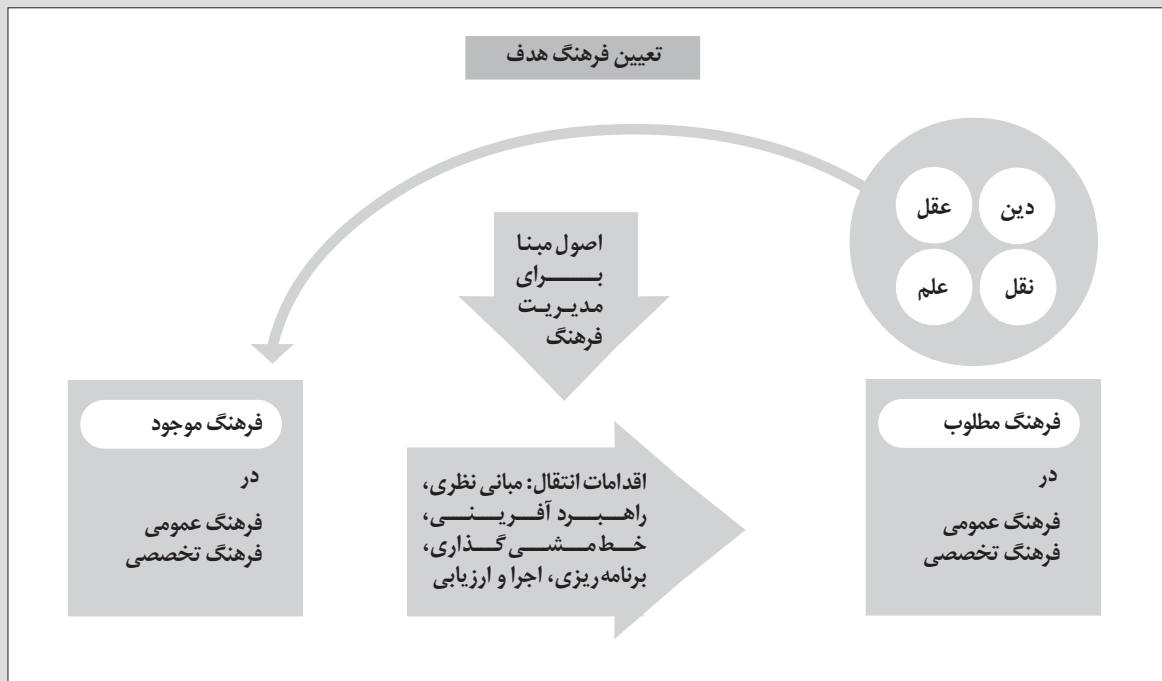 تعیین فرهنگ هدف
دین
عقل
نقل
علم
اصول مبنا
برای
مدیریت
فرهنگ
فرهنگ مطلوب
در
فرهنگ عمومی
فرهنگ تخصصی
اقدامات انتقال: مبانی نظری،
راهبرد آفرینی،
خط‌مشی گذاری،
برنامه‌ریزی، اجرا و ارزیابی
فرهنگ موجود
در
فرهنگ عمومی
فرهنگ تخصصی